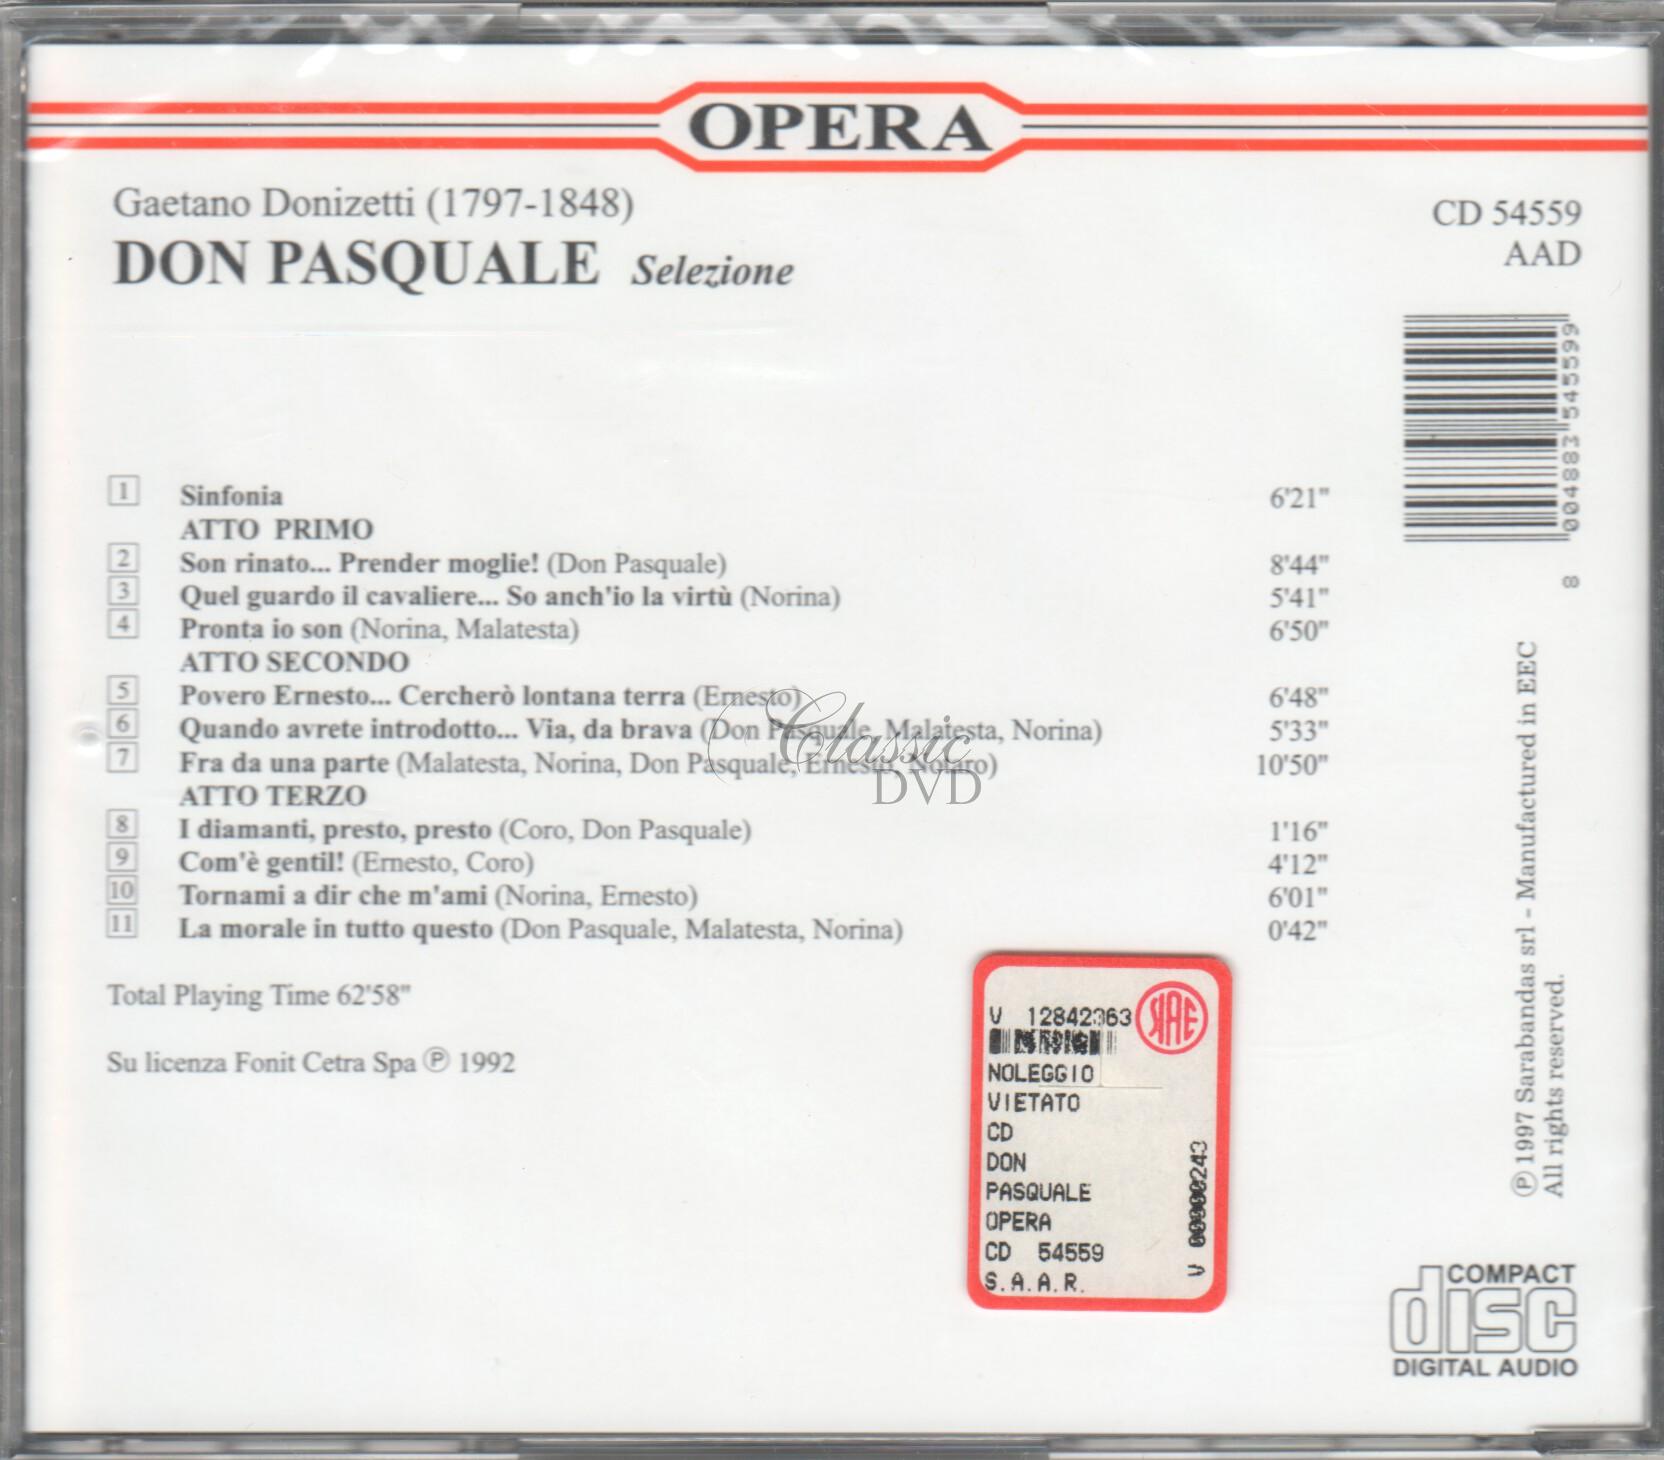 OPERA
Gaetano Donizetti (1797-1848)
DON PASQUALE Selezione
CD 54559
AAD
004883 545599
8
1 Sinfonia 6'21"
ATTO PRIMO
2 Son rinato... Prender moglie! (Don Pasquale) 8'44"
3 Quel guardo il cavaliere... So anch'io la virtù (Norina) 5'41"
4 Pronta io son (Norina, Malatesta) 6'50"
ATTO SECONDO
5 Povero Ernesto... Cercherò lontana terra (Ernesto) 6'48"
6 Quando avrete introdotto... Via, da brava (Don Pasquale, Malatesta, Norina) 5'33"
7 Fra da una parte (Malatesta, Norina, Don Pasquale, Ernesto, Notaro) 10'50"
ATTO TERZO
8 I diamanti, presto, presto (Coro, Don Pasquale) 1'16"
9 Com'è gentil! (Ernesto, Coro) 4'12"
10 Tornami a dir che m'ami (Norina, Ernesto) 6'01"
11 La morale in tutto questo (Don Pasquale, Malatesta, Norina) 0'42"
Classic
DVD
Total Playing Time 62'58"
Su licenza Fonit Cetra Spa ℗ 1992
℗ 1997 Sarabandas srl - Manufactured in EEC
All rights reserved.
V 12842363
SIAE
NOLEGGIO
VIETATO
CD
DON
PASQUALE
OPERA
CD 54559
S.A.A.R.
V
COMPACT
disc
DIGITAL AUDIO